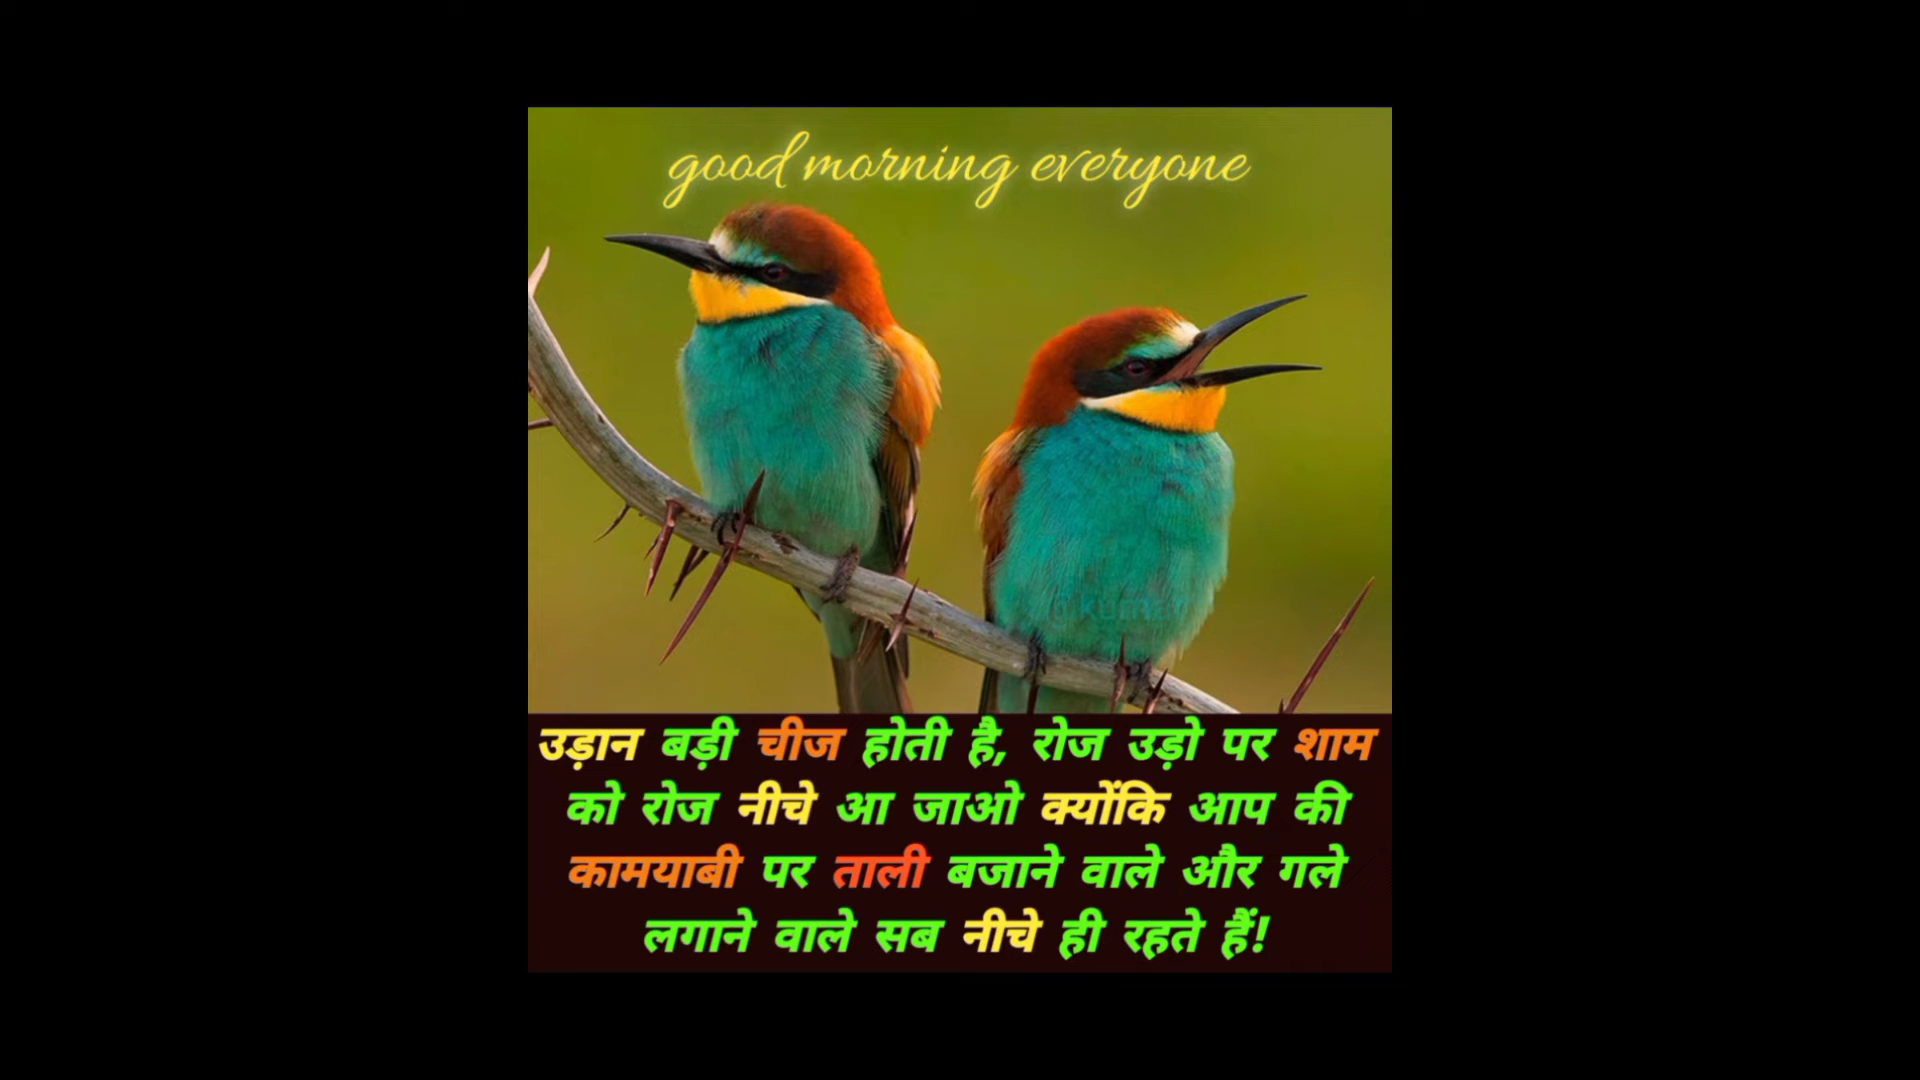 good morning everyone
उड़ान बड़ी चीज होती है, रोज उड़ो पर शाम
को रोज नीचे आ जाओ क्योंकि आप की
कामयाबी पर ताली बजाने वाले और गले
लगाने वाले सब नीचे ही रहते हैं!